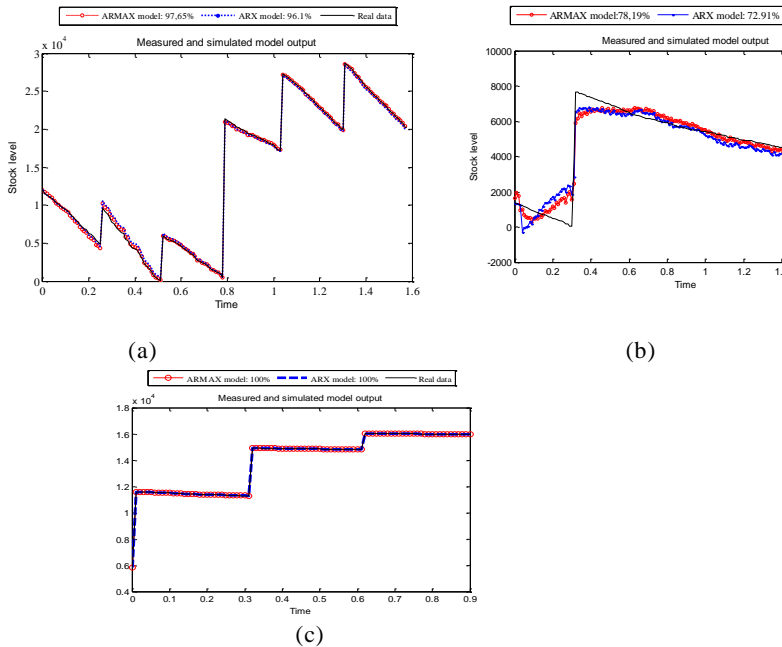 ARMAX model: 97,65% ARX model: 96.1% Real data
x 10^4
Measured and simulated model output
Stock level
3
2.5
2
1.5
1
0.5
0
0 0.2 0.4 0.6 0.8 1 1.2 1.4 1.6
Time
(a)
ARMAX model:78,19% ARX model: 72.91%
Measured and simulated model output
Stock level
10000
8000
6000
4000
2000
0
-2000
0 0.2 0.4 0.6 0.8 1 1.2 1.4
Time
(b)
ARMAX model: 100% ARX model: 100% Real data
x 10^4
Measured and simulated model output
Stock level
1.8
1.6
1.4
1.2
1
0.8
0.6
0.4
0 0.1 0.2 0.3 0.4 0.5 0.6 0.7 0.8 0.9
Time
(c)